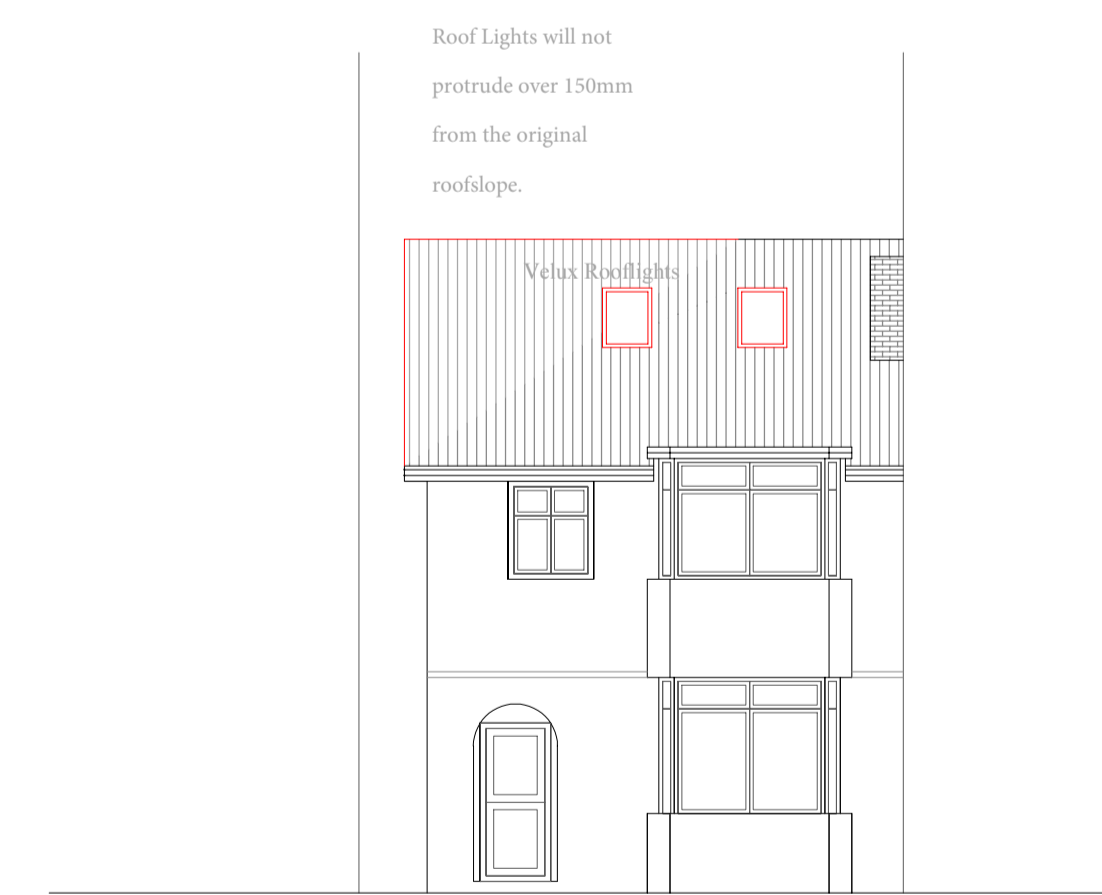 Roof Lights will not
protrude over 150mm
from the original
roofslope.
Velux Rooflights